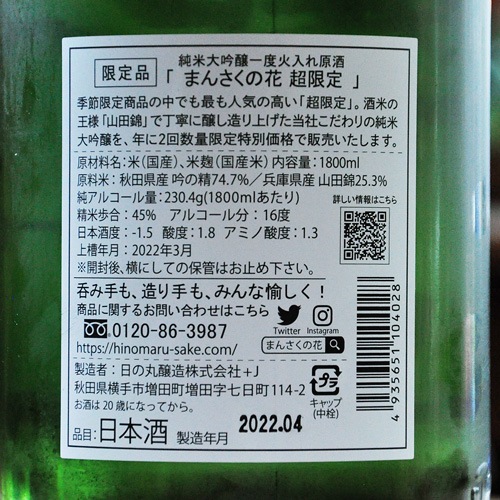 限定品
純米大吟醸一度火入れ原酒
「 まんさくの花 超限定 」
季節限定商品の中でも最も人気の高い「超限定」。酒米の
王様「山田錦」で丁寧に醸し造り上げた当社こだわりの純米
大吟醸を、年に2回数量限定特別価格で販売いたします。
原材料名:米(国産)、米麹(国産米) 内容量:1800ml
原料米:秋田県産 吟の精74.7%/兵庫県産 山田錦25.3%
純アルコール量:230.4g(1800mlあたり)
詳しい情報はこちら
精米歩合:45% アルコール分:16度
日本酒度:-1.5 酸度:1.8 アミノ酸度:1.3
上槽年月:2022年3月
※開封後、横にしての保管はお止め下さい。
呑み手も、造り手も、みんな愉しく!
商品に関するお問い合わせはこちら
0120-86-3987
Twitter
Instagram
https://hinomaru-sake.com/
まんさくの花
製造者:日の丸醸造株式会社+J
秋田県横手市増田町増田字七日町114-2
お酒は20歳になってから。
プラ
キャップ
(中栓)
品目:日本酒 製造年月
2022.04
4 935651 104028